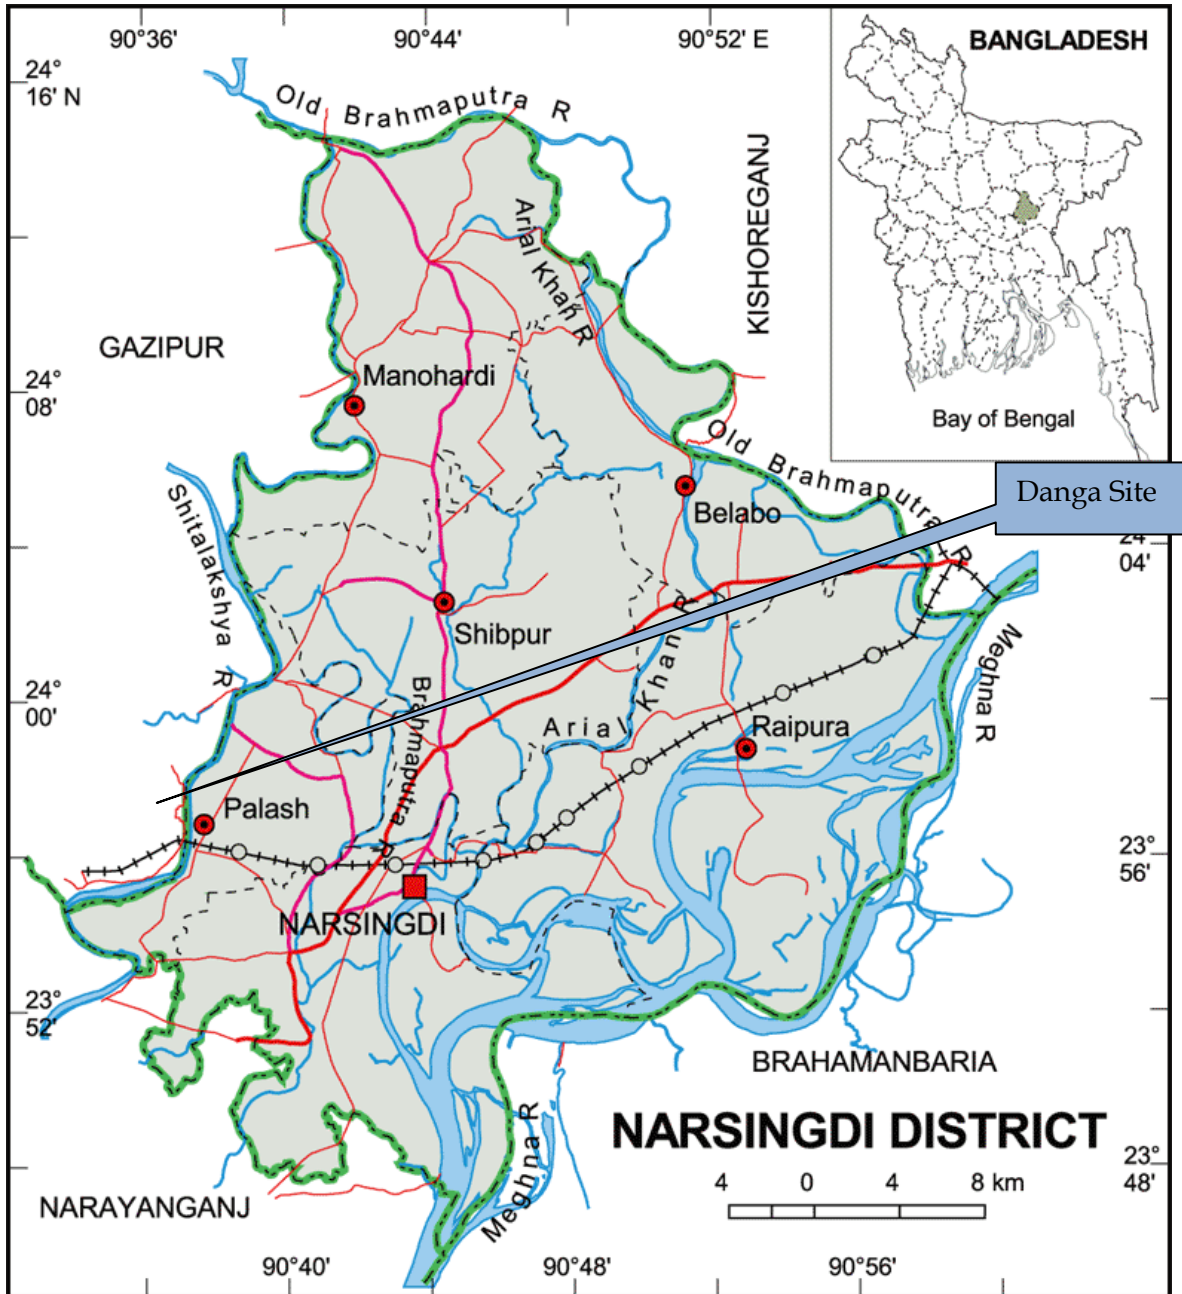 90°36'
90°44'
90°52' E
24°
16' N
BANGLADESH
Old Brahmaputra R
KISHOREGANJ
Arial Khan R
GAZIPUR
Manohardi
24°
08'
Bay of Bengal
Old Brahmaputra R
Shitalakshya R
Danga Site
Belabo
24
04'
Shibpur
Meghna R
Brahmaputra R
Arial Khan R
24°
00'
Raipura
Palash
23°
56'
NARSINGDI
23°
52'
BRAHAMANBARIA
NARSINGDI DISTRICT
Meghna R
23°
48'
4 0 4 8 km
NARAYANGANJ
90°40'
90°48'
90°56'